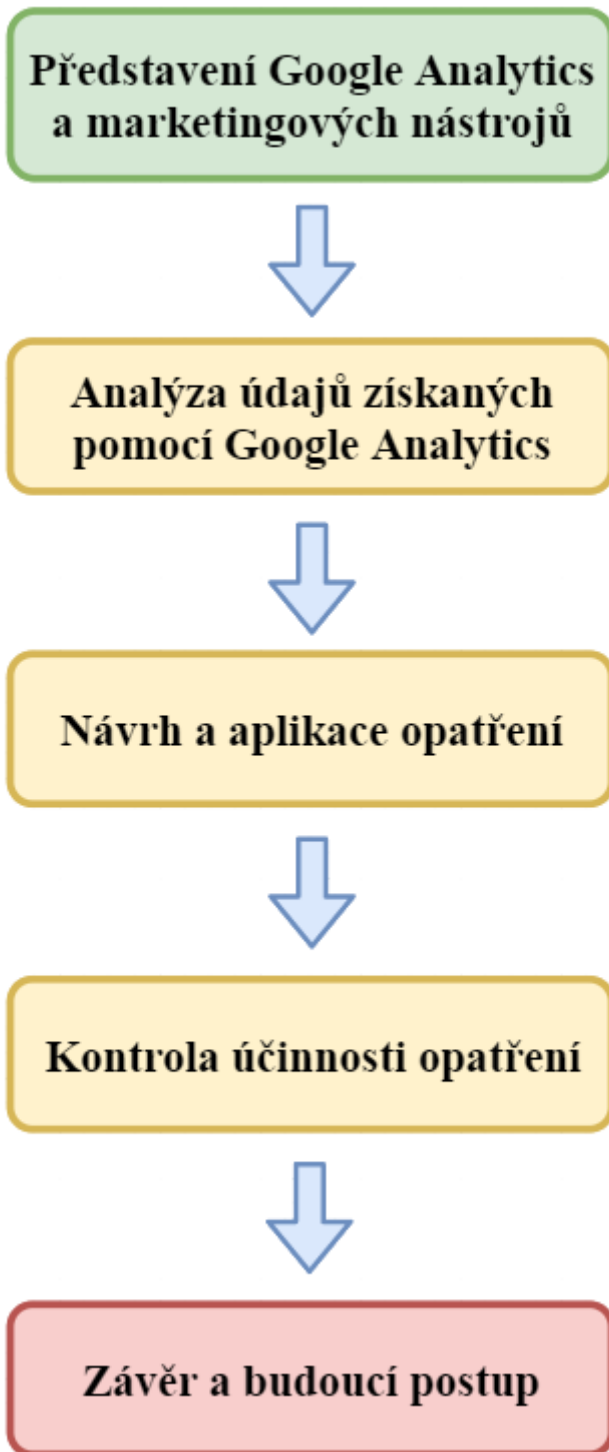 Představení Google Analytics
a marketingových nástrojů
Analýza údajů získaných
pomocí Google Analytics
Návrh a aplikace opatření
Kontrola účinnosti opatření
Závěr a budoucí postup